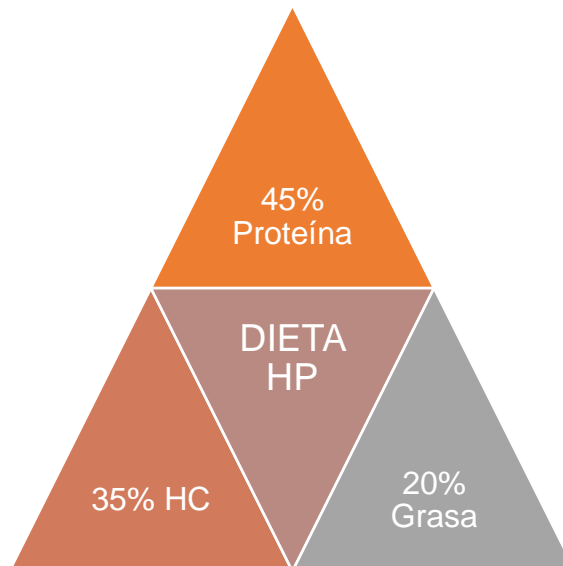 45%
Proteína
DIETA
HP
35% HC
20%
Grasa